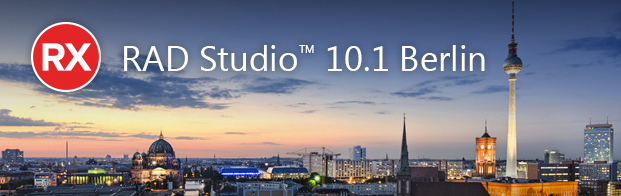 RX
RAD Studio™ 10.1 Berlin